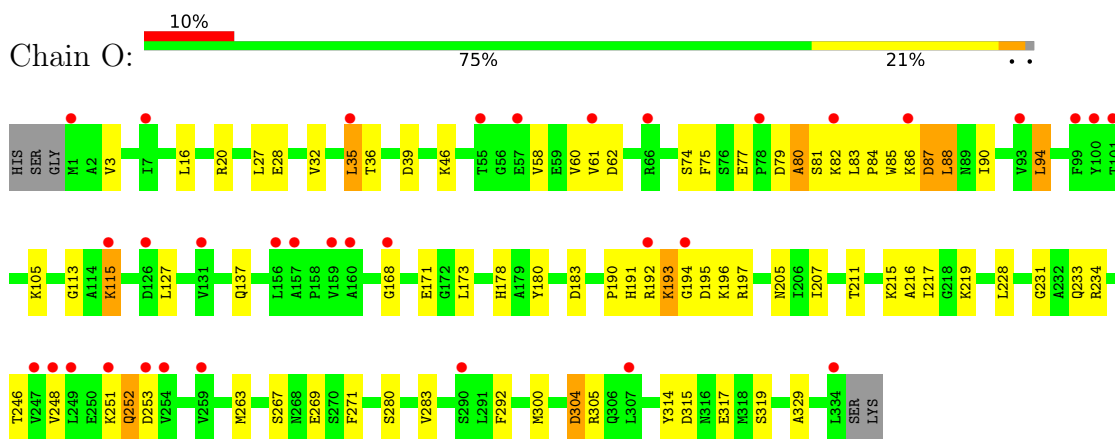 10%
Chain O:
75% 21% • •
HIS SER GLY M1 A2 V3 I7 L16 R20 L27 E28 V32 L35 T36 D39 K46 T55 G56 E57 V58 E59 V60 V61 D62 R66 S74 F75 S76 E77 P78 D79 A80 S81 K82 L83 P84 W85 K86 D87 L88 N89 I90 V93 L94 F99 Y100 T101
K105 G113 A114 K115 D126 L127 V131 Q137 L156 A157 P158 V159 A160 G168 E171 G172 L173 H178 A179 Y180 D183 P190 H191 R192 K193 G194 D195 K196 R197 N205 I206 I207 T211 K215 A216 I217 G218 K219 L228 G231 A232 Q233 R234
T246 V247 V248 L249 E250 K251 Q252 D253 V254 V259 M263 S267 N268 E269 S270 F271 S280 V283 S290 L291 F292 M300 D304 R305 Q306 L307 Y314 D315 N316 E317 M318 S319 A329 L334 SER LYS